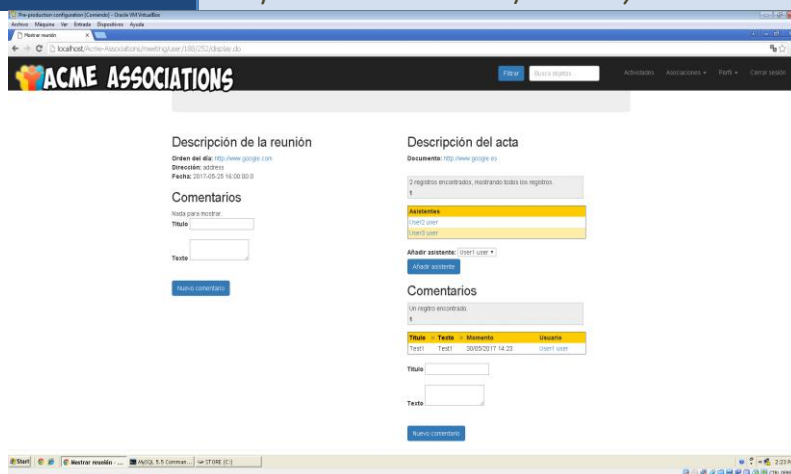 Pre-production configuration [Corriendo] - Oracle VM VirtualBox
Archivo Máquina Ver Entrada Dispositivos Ayuda
Mostrar reunión
localhost/Acme-Associations/meeting/user/188/252/display.do
ACME ASSOCIATIONS
Filtrar
Actividades Asociaciones Perfil Cerrar sesión
Descripción de la reunión
Orden del día: http://www.google.com
Dirección: address
Fecha: 2017-05-25 16:00:00.0
Comentarios
Nada para mostrar.
Título
Texto
Nuevo comentario
Descripción del acta
Documento: http://www.google.es
2 registros encontrados, mostrando todos los registros.
1
Asistentes
User2 user
User3 user
Añadir asistente: User1 user
Añadir asistente
Comentarios
Un registro encontrado.
1
Título Texto Momento Usuario
Test1 Test1 30/05/2017 14:23 User1 user
Título
Texto
Nuevo comentario
Start Mostrar reunión - ... MySQL 5.5 Comman... STORE (C:)